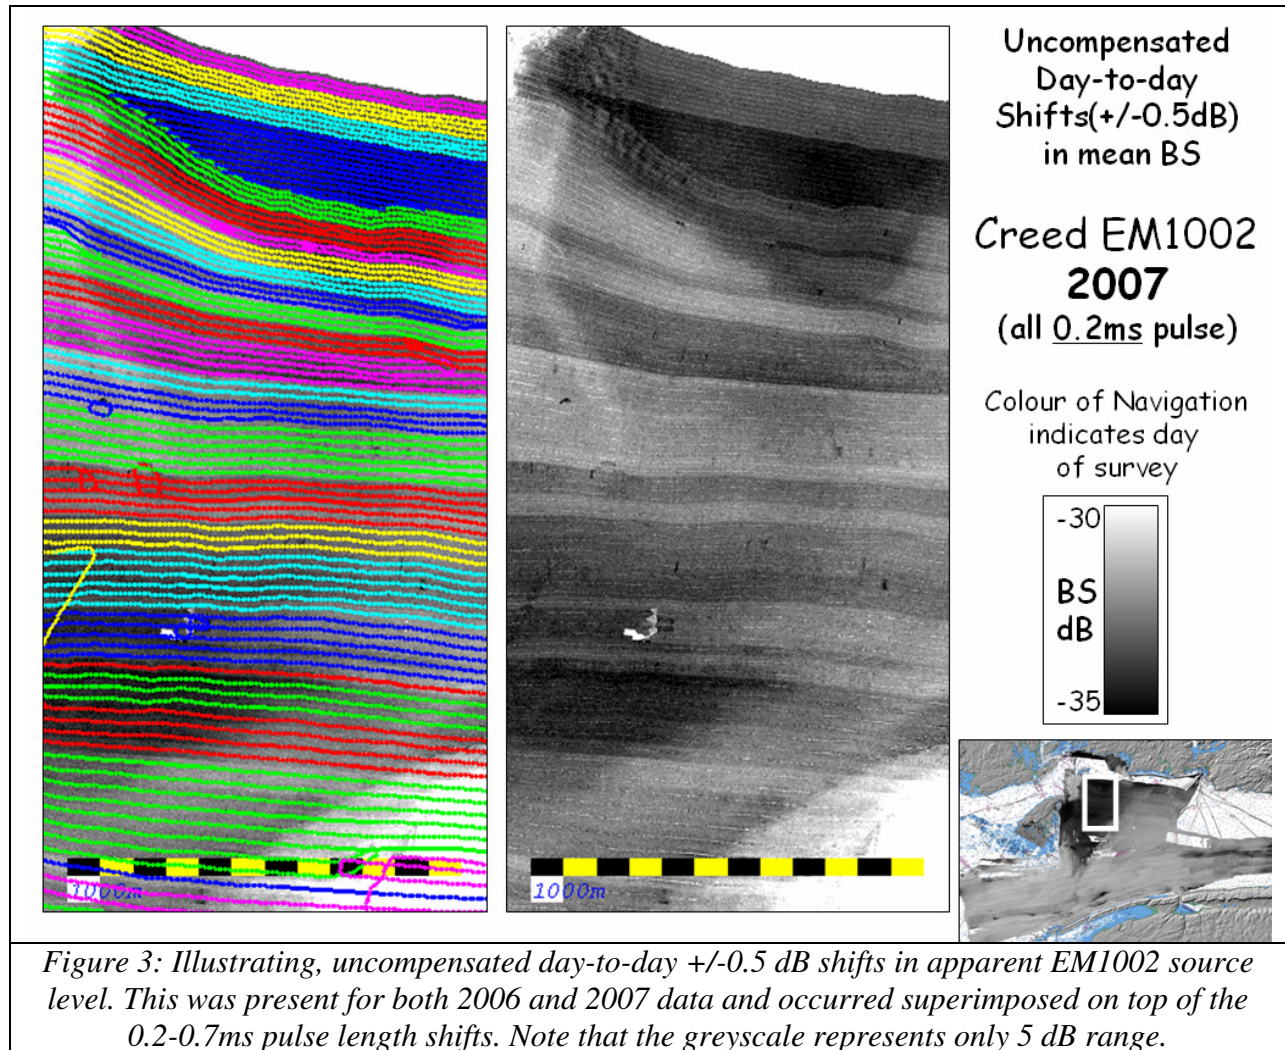 Uncompensated
Day-to-day
Shifts(+/-0.5dB)
in mean BS
Creed EM1002
2007
(all 0.2ms pulse)
Colour of Navigation
indicates day
of survey
-30
BS
dB
-35
1000m
1000m
Figure 3: Illustrating, uncompensated day-to-day +/-0.5 dB shifts in apparent EM1002 source
level. This was present for both 2006 and 2007 data and occurred superimposed on top of the
0.2-0.7ms pulse length shifts. Note that the greyscale represents only 5 dB range.